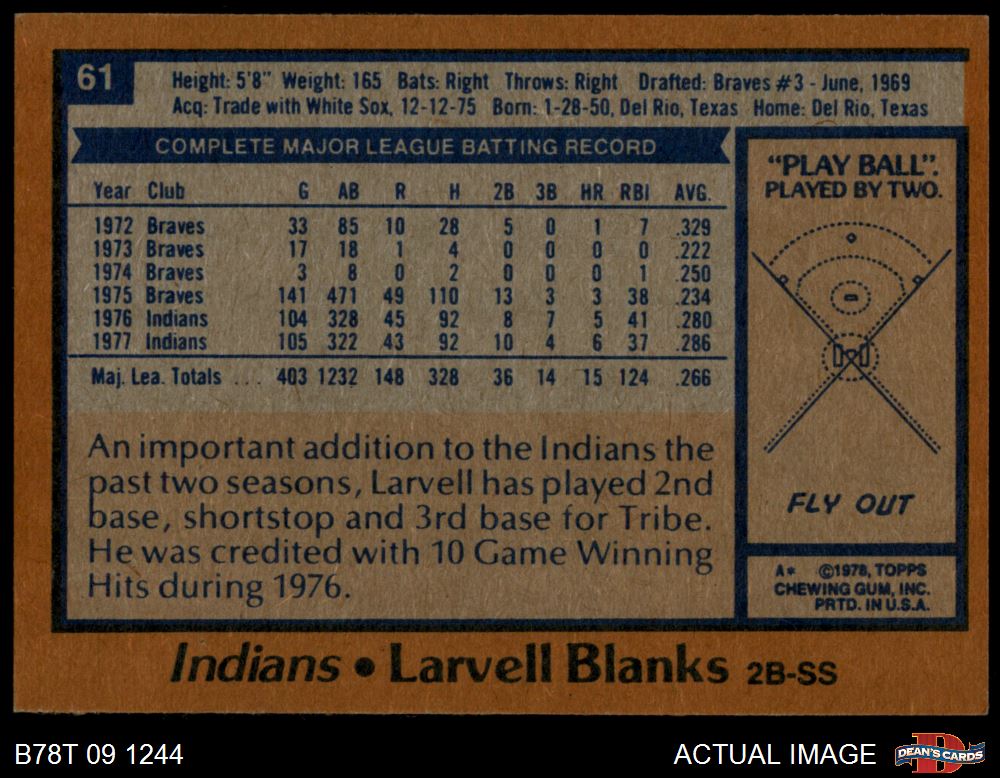 61
Height: 5'8" Weight: 165 Bats: Right Throws: Right Drafted: Braves #3 - June, 1969
Acq: Trade with White Sox, 12-12-75 Born: 1-28-50, Del Rio, Texas Home: Del Rio, Texas
COMPLETE MAJOR LEAGUE BATTING RECORD
Year Club G AB R H 2B 3B HR RBI AVG.
1972 Braves 33 85 10 28 5 0 1 7 .329
1973 Braves 17 18 1 4 0 0 0 0 .222
1974 Braves 3 8 0 2 0 0 0 1 .250
1975 Braves 141 471 49 110 13 3 3 38 .234
1976 Indians 104 328 45 92 8 7 5 41 .280
1977 Indians 105 322 43 92 10 4 6 37 .286
Maj. Lea. Totals ... 403 1232 148 328 36 14 15 124 .266
An important addition to the Indians the
past two seasons, Larvell has played 2nd
base, shortstop and 3rd base for Tribe.
He was credited with 10 Game Winning
Hits during 1976.
"PLAY BALL".
PLAYED BY TWO.
FLY OUT
A* ©1978, TOPPS
CHEWING GUM, INC.
PRTD. IN U.S.A.
Indians • Larvell Blanks 2B-SS
B78T 09 1244
ACTUAL IMAGE
DEAN'S CARDS